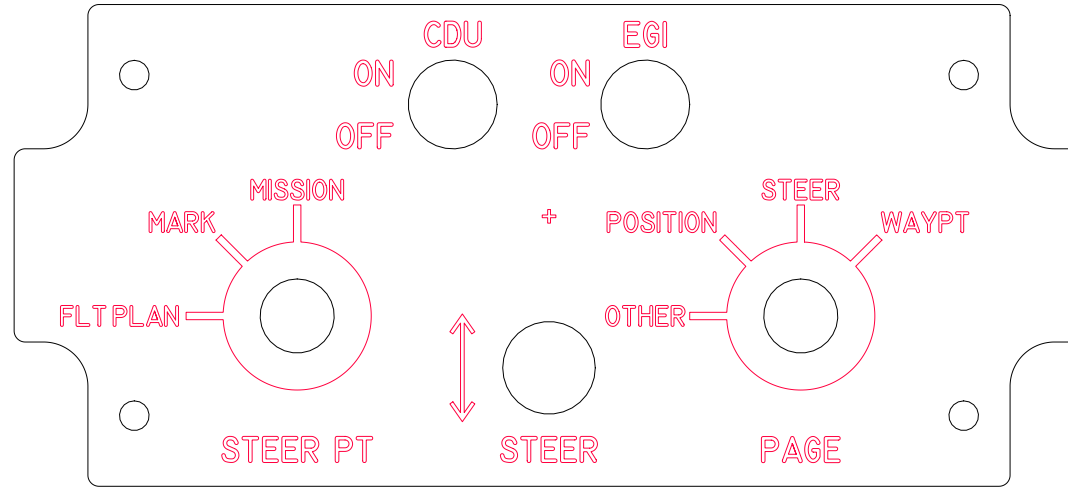 CDU EGI
ON ON
OFF OFF
MISSION STEER
MARK POSITION WAYPT
FLT PLAN OTHER
STEER PT STEER PAGE